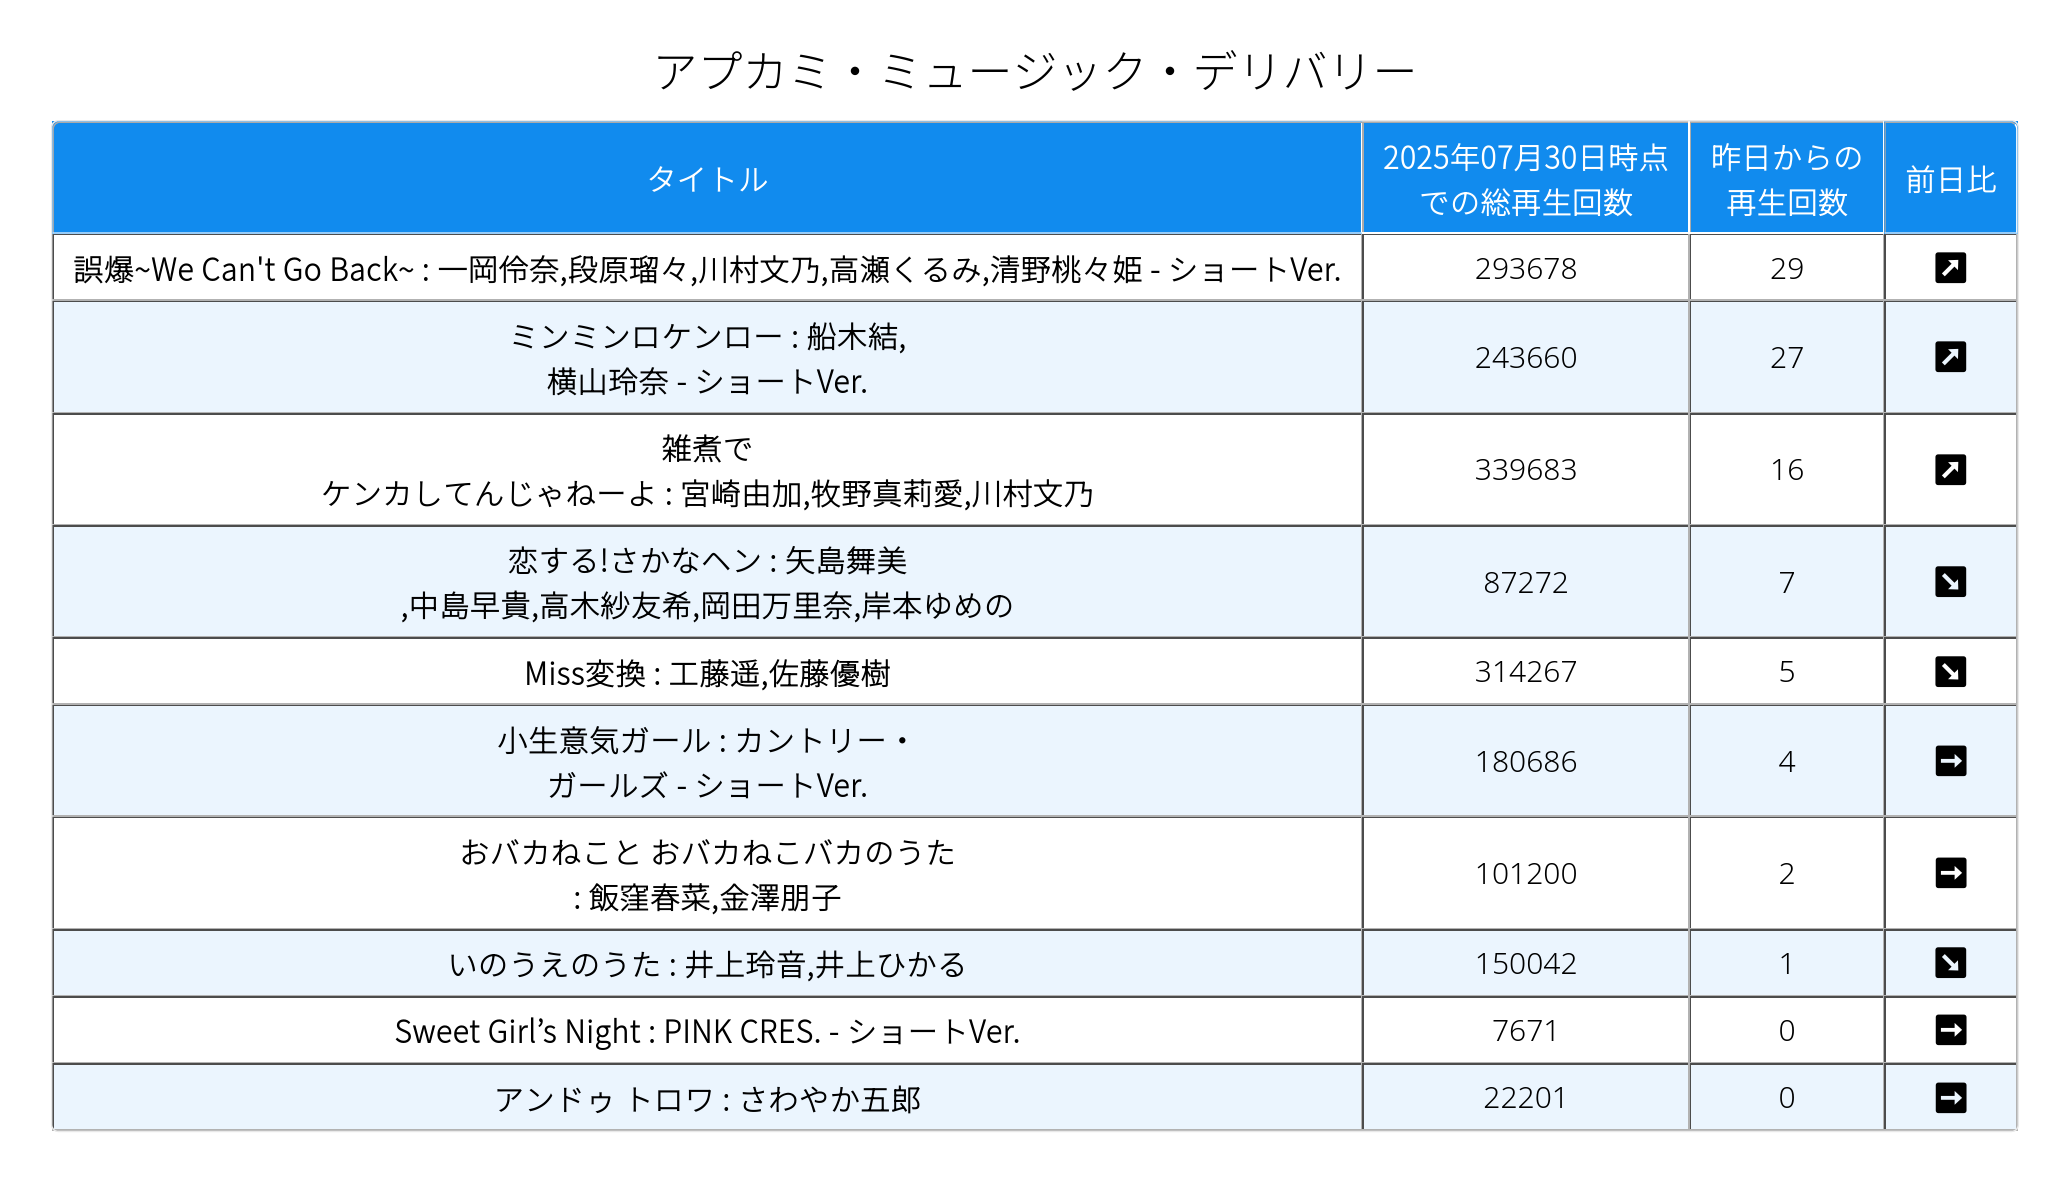 アプカミ・ミュージック・デリバリー
タイトル
2025年07月30日時点
での総再生回数
昨日からの
再生回数
前日比
誤爆~We Can't Go Back~ : 一岡伶奈,段原瑠々,川村文乃,高瀬くるみ,清野桃々姫 - ショートVer.
293678
29
ミンミンロケンロー : 船木結,
横山玲奈 - ショートVer.
243660
27
雑煮で
ケンカしてんじゃねーよ : 宮崎由加,牧野真莉愛,川村文乃
339683
16
恋する!さかなヘン : 矢島舞美
,中島早貴,高木紗友希,岡田万里奈,岸本ゆめの
87272
7
Miss変換 : 工藤遥,佐藤優樹
314267
5
小生意気ガール : カントリー・
ガールズ - ショートVer.
180686
4
おバカねこと おバカねこバカのうた
: 飯窪春菜,金澤朋子
101200
2
いのうえのうた : 井上玲音,井上ひかる
150042
1
Sweet Girl’s Night : PINK CRES. - ショートVer.
7671
0
アンドゥ トロワ : さわやか五郎
22201
0